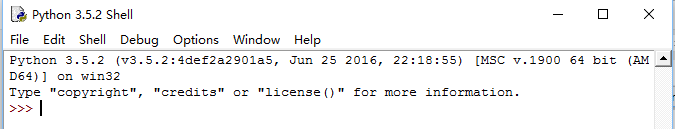 Python 3.5.2 Shell
File Edit Shell Debug Options Window Help
Python 3.5.2 (v3.5.2:4def2a2901a5, Jun 25 2016, 22:18:55) [MSC v.1900 64 bit (AM
D64)] on win32
Type "copyright", "credits" or "license()" for more information.
>>>